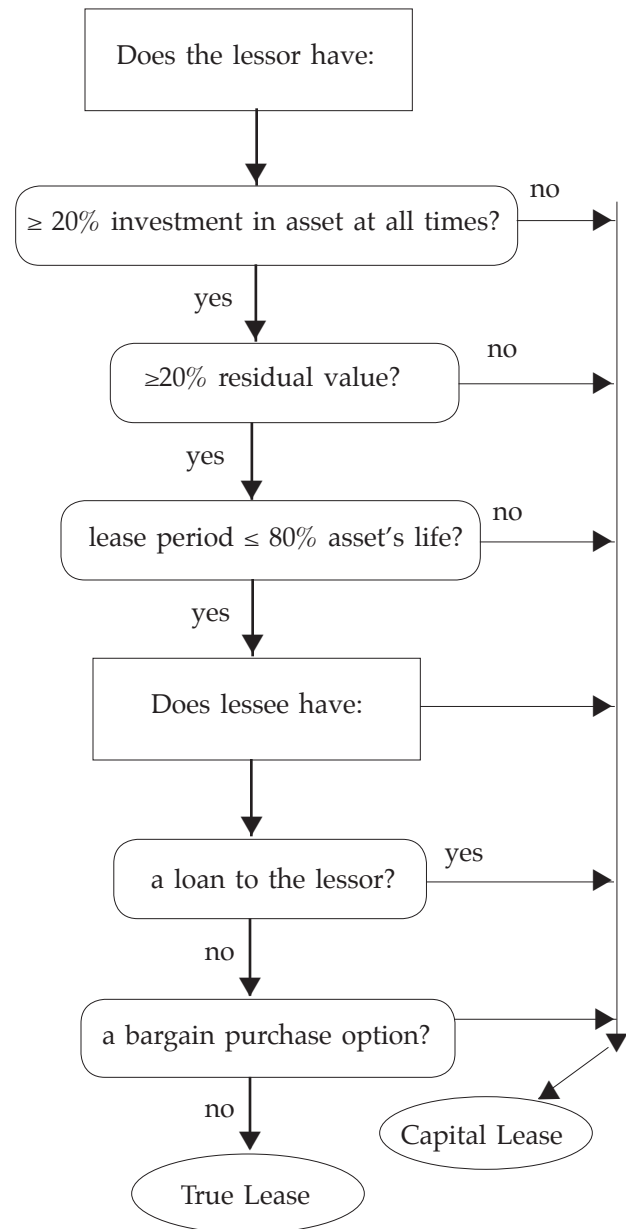 Does the lessor have:
no
≥ 20% investment in asset at all times?
yes
no
≥20% residual value?
yes
no
lease period ≤ 80% asset's life?
yes
Does lessee have:
yes
a loan to the lessor?
no
a bargain purchase option?
no
Capital Lease
True Lease